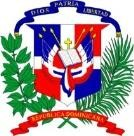 DIOS PATRIA LIBERTAD
REPUBLICA DOMINICANA